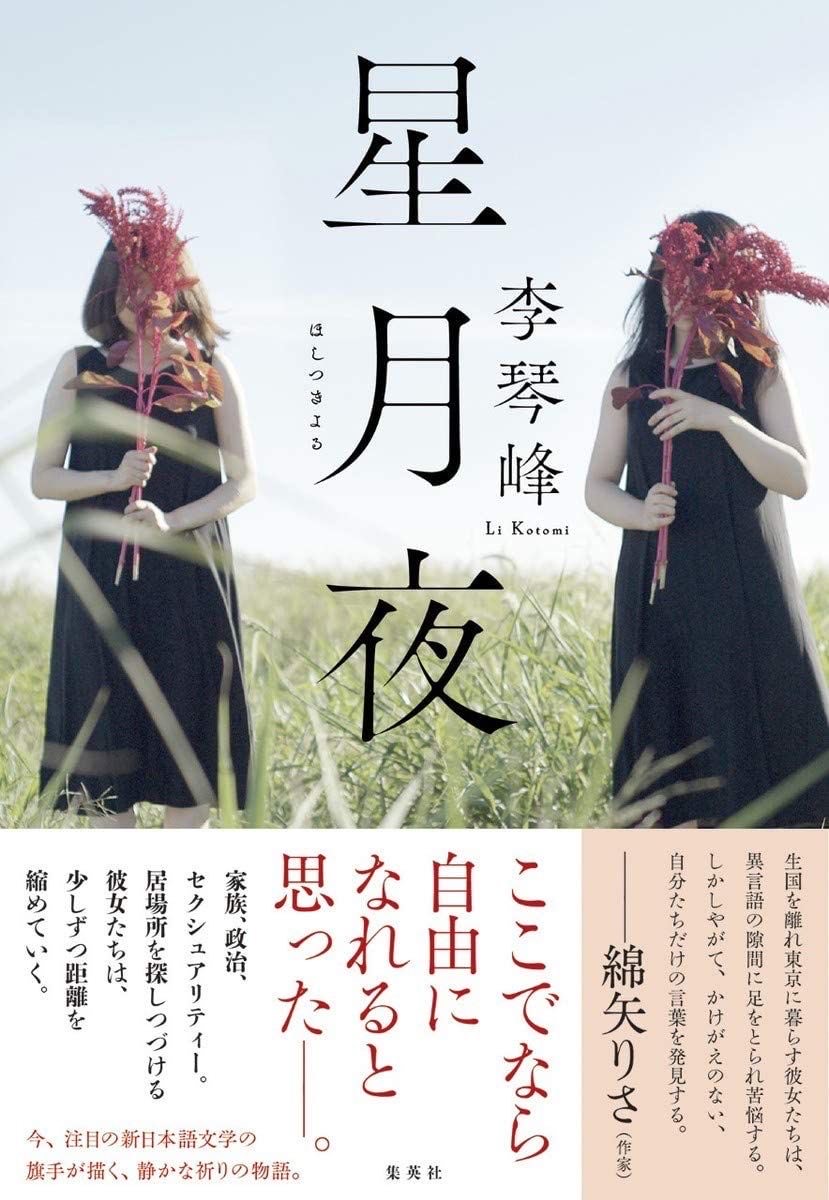 星月夜
ほしつきよる
李琴峰
Li Kotomi
生国を離れ東京に暮らす彼女たちは、
異言語の隙間に足をとられ苦悩する。
しかしやがて、かけがえのない、
自分たちだけの言葉を発見する。
――綿矢りさ（作家）
ここでなら
自由に
なれると
思った――。
家族、政治、
セクシュアリティー。
居場所を探しつづける
彼女たちは、
少しずつ距離を
縮めていく。
今、注目の新日本語文学の
旗手が描く、静かな祈りの物語。
集英社